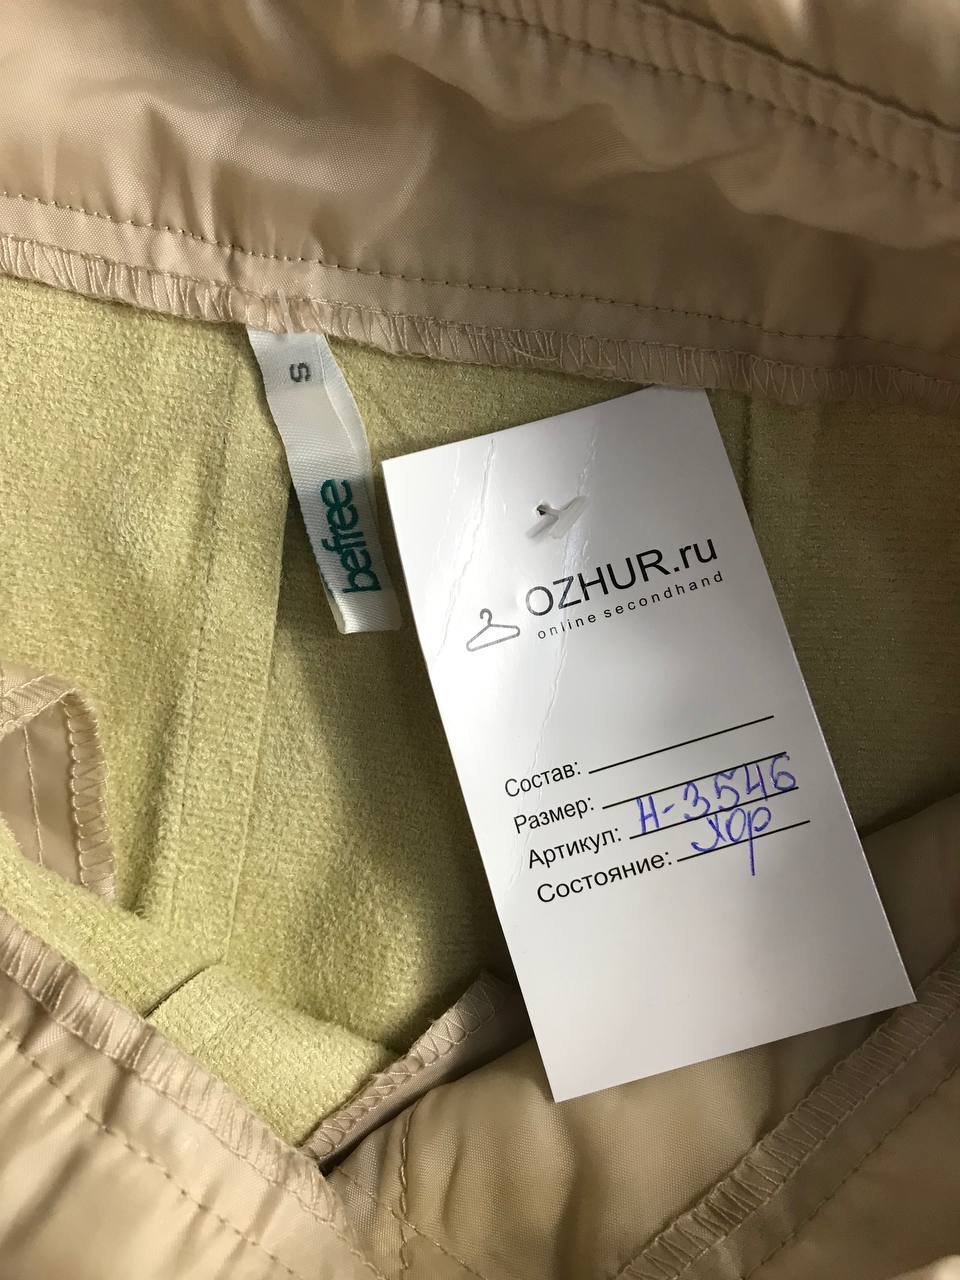 S
befree
OZHUR.ru
online secondhand
Состав:
Размер:
Артикул: Н-3546
Состояние: хор